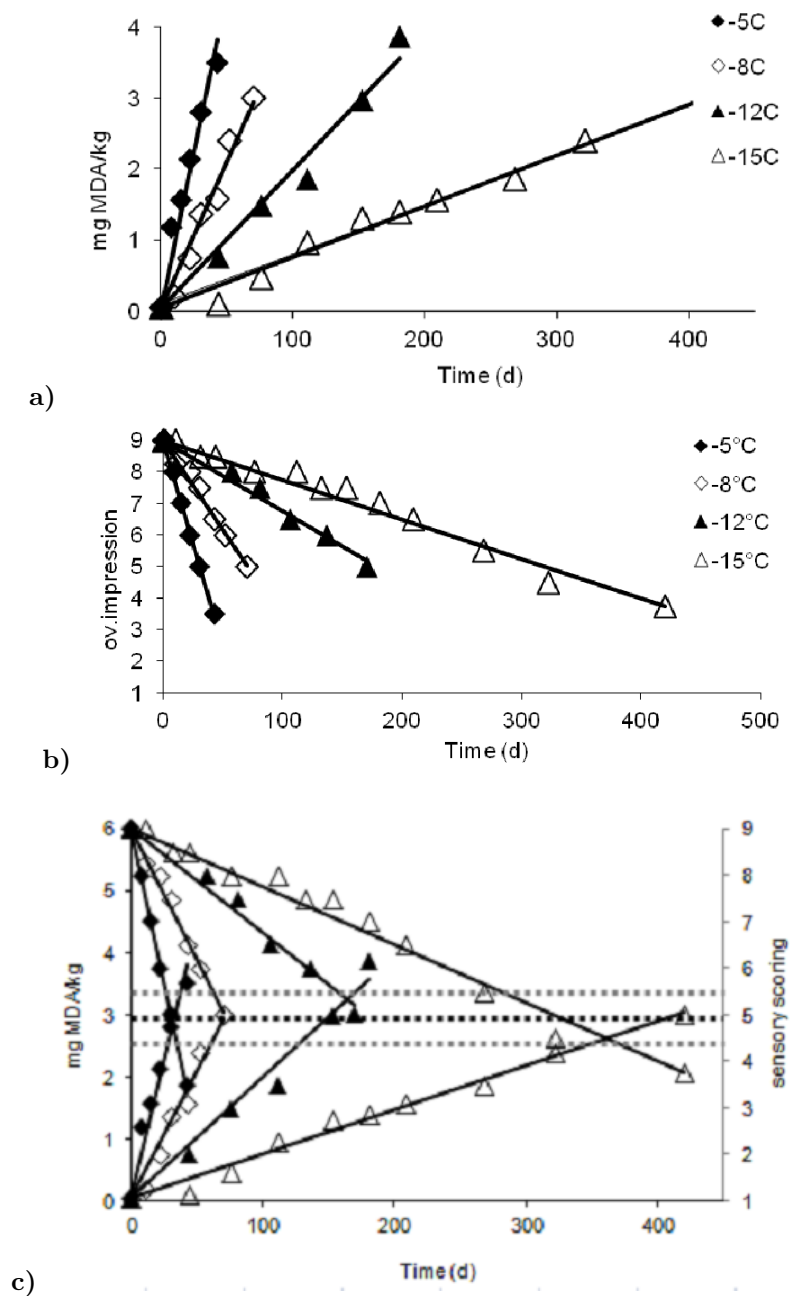 4
3
2
1
0
mg MDA/kg
0 100 200 300 400
Time (d)
-5C
-8C
-12C
-15C
a)
9
8
7
6
5
4
3
2
1
ov.impression
0 100 200 300 400 500
Time (d)
-5°C
-8°C
-12°C
-15°C
b)
6
5
4
3
2
1
0
mg MDA/kg
9
8
7
6
5
4
3
2
1
sensory scoring
0 100 200 300 400
Time (d)
c)